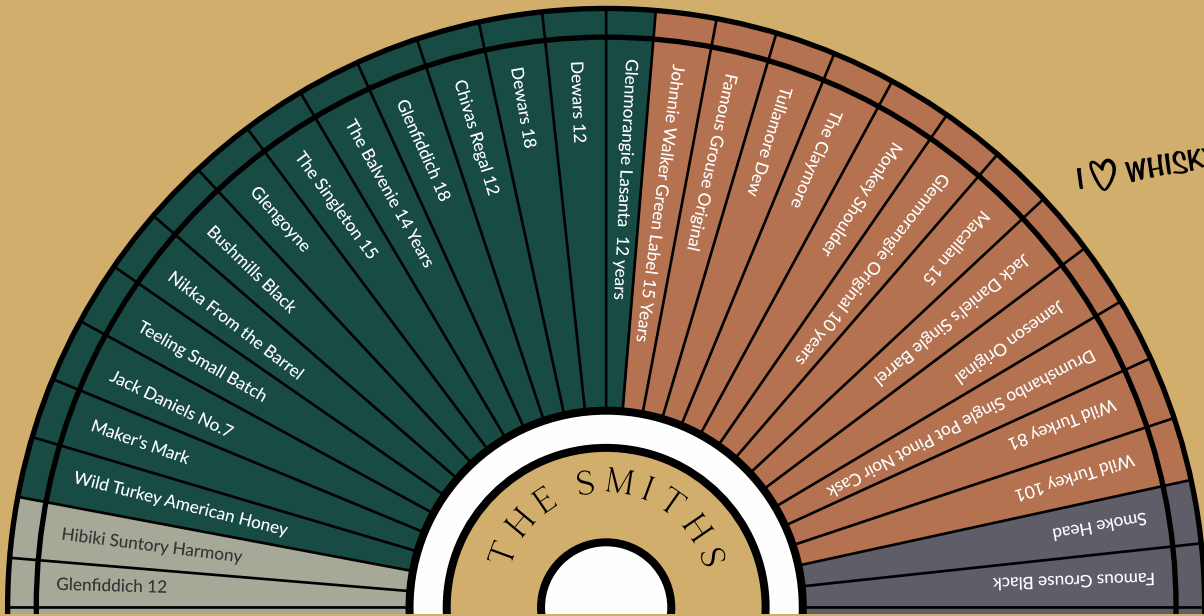 Glenfiddich 12
Hibiki Suntory Harmony
Wild Turkey American Honey
Maker's Mark
Jack Daniels No.7
Teeling Small Batch
Nikka From the Barrel
Bushmills Black
Glengoyne
The Singleton 15
The Balvenie 14 Years
Glenfiddich 18
Chivas Regal 12
Dewars 18
Dewars 12
Glenmorangie Lasanta 12 years
Johnnie Walker Green Label 15 Years
Famous Grouse Original
Tullamore Dew
The Claymore
Monkey Shoulder
Glenmorangie Original 10 years
Macallan 15
Jack Daniel's Single Barrel
Jameson Original
Drumshanbo Single Pot Pinot Noir Cask
Wild Turkey 81
Wild Turkey 101
Smoke Head
Famous Grouse Black
I ♡ WHISKY
THE SMITHS